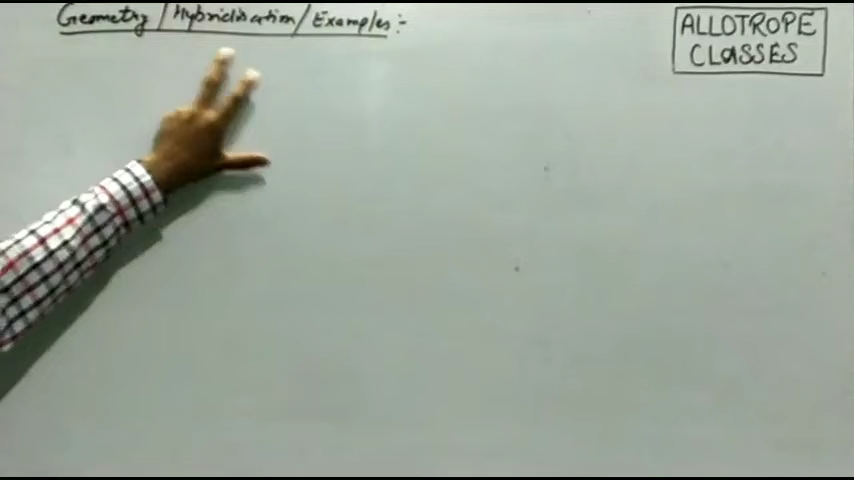 Geometry / Hybridisation / Examples :-
ALLOTROPE
CLASSES